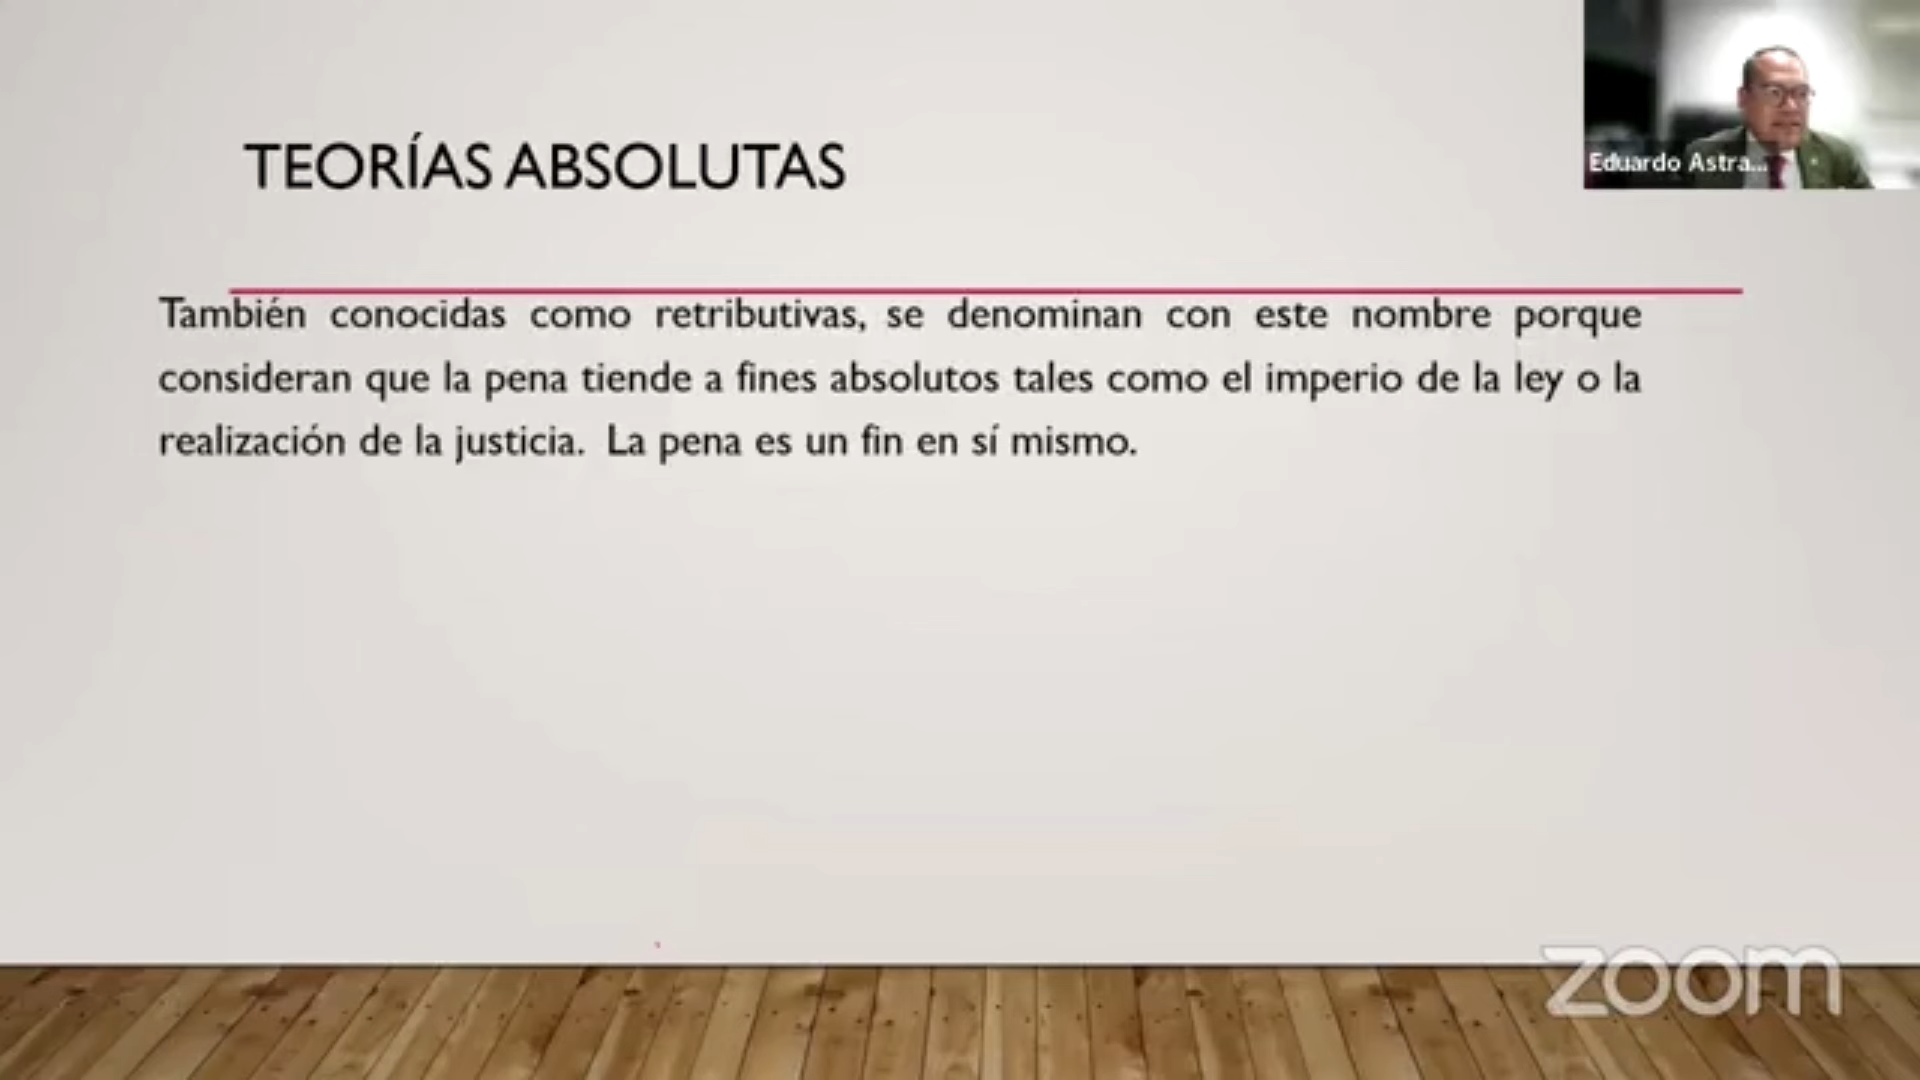 TEORÍAS ABSOLUTAS
Eduardo Astra...
También conocidas como retributivas, se denominan con este nombre porque
consideran que la pena tiende a fines absolutos tales como el imperio de la ley o la
realización de la justicia. La pena es un fin en sí mismo.
zoom